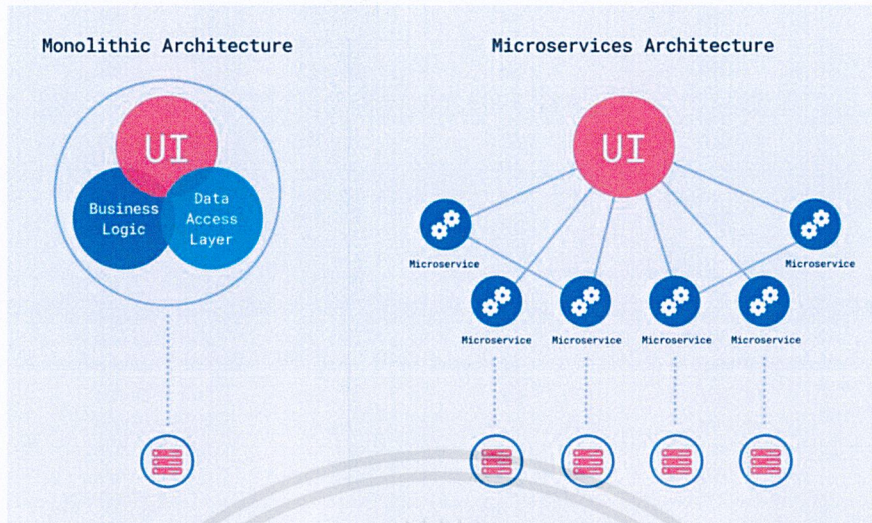 Monolithic Architecture
Microservices Architecture
UI
Business
Logic
Data
Access
Layer
UI
Microservice
Microservice
Microservice
Microservice
Microservice
Microservice